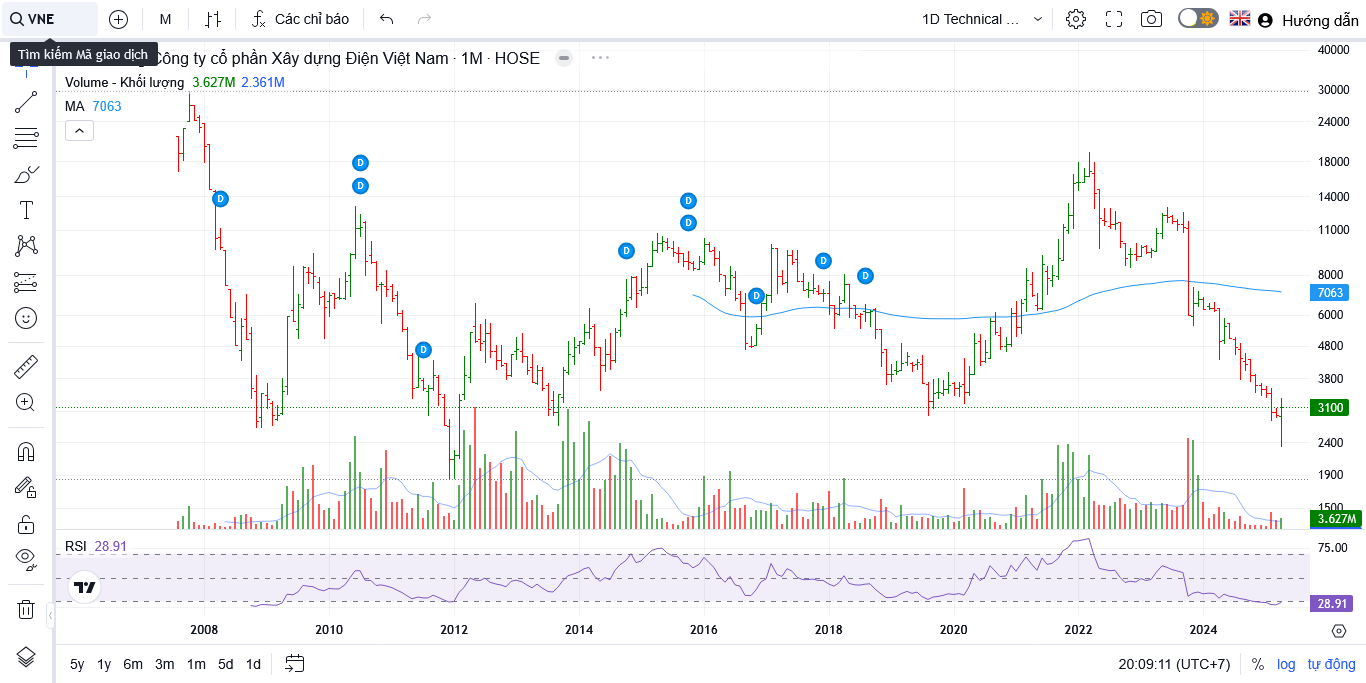 VNE
M
Các chỉ báo
1D Technical ...
Hướng dẫn
Tìm kiếm Mã giao dịch
Công ty cổ phần Xây dựng Điện Việt Nam · 1M · HOSE
Volume - Khối lượng 3.627M 2.361M
MA 7063
D
D
D
D
D
D
D
D
D
D
40000
30000
24000
18000
14000
11000
8000
7063
6000
4800
3800
3100
2400
1900
1500
3.627M
RSI 28.91
75.00
28.91
2008 2010 2012 2014 2016 2018 2020 2022 2024
5y 1y 6m 3m 1m 5d 1d
20:09:11 (UTC+7) % log tự động